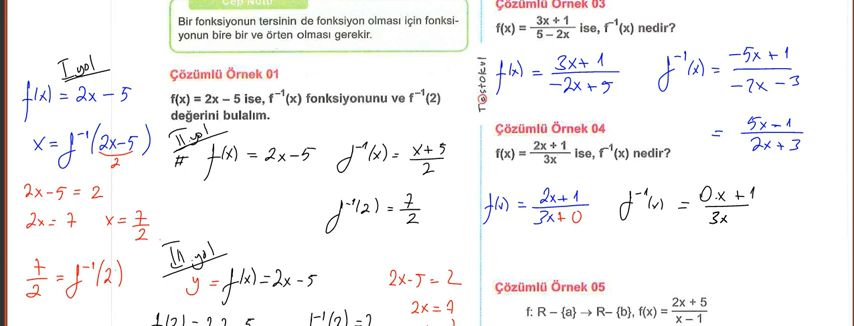 Cep Notu
Bir fonksiyonun tersinin de fonksiyon olması için fonksi-
yonun bire bir ve örten olması gerekir.
I yol
f(x) = 2x - 5
x = f⁻¹(2x-5)
2
2x-5 = 2
2x = 7 x = 7/2
7/2 = f⁻¹(2)
Çözümlü Örnek 01
f(x) = 2x – 5 ise, f⁻¹(x) fonksiyonunu ve f⁻¹(2)
değerini bulalım.
II yol
# f(x) = 2x-5 f⁻¹(x) = (x+5)/2
f⁻¹(2) = 7/2
III yol
y = f(x) = 2x - 5
2x-5 = 2
2x = 7
Tostokul
Çözümlü Örnek 03
f(x) = (3x + 1)/(5 – 2x) ise, f⁻¹(x) nedir?
f(x) = (3x+1)/(-2x+5) f⁻¹(x) = (-5x+1)/(-2x-3)
= (5x-1)/(2x+3)
Çözümlü Örnek 04
f(x) = (2x + 1)/3x ise, f⁻¹(x) nedir?
f(x) = (2x+1)/(3x+0) f⁻¹(x) = (0.x+1)/3x
Çözümlü Örnek 05
f: R – {a} → R– {b}, f(x) = (2x + 5)/(x – 1)